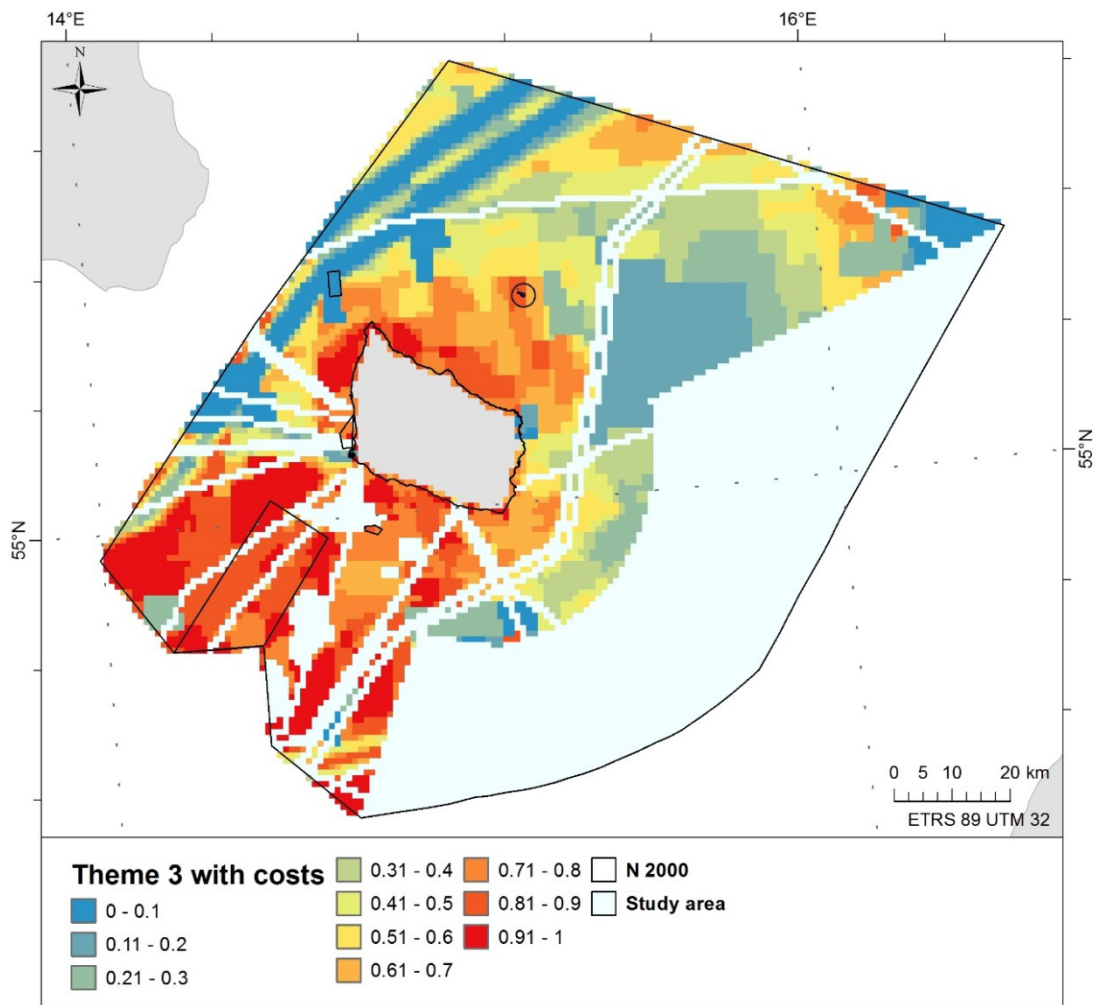 14°E
16°E
N
55°N
55°N
0 5 10 20 km
ETRS 89 UTM 32
Theme 3 with costs
0 - 0.1
0.11 - 0.2
0.21 - 0.3
0.31 - 0.4
0.41 - 0.5
0.51 - 0.6
0.61 - 0.7
0.71 - 0.8
0.81 - 0.9
0.91 - 1
N 2000
Study area